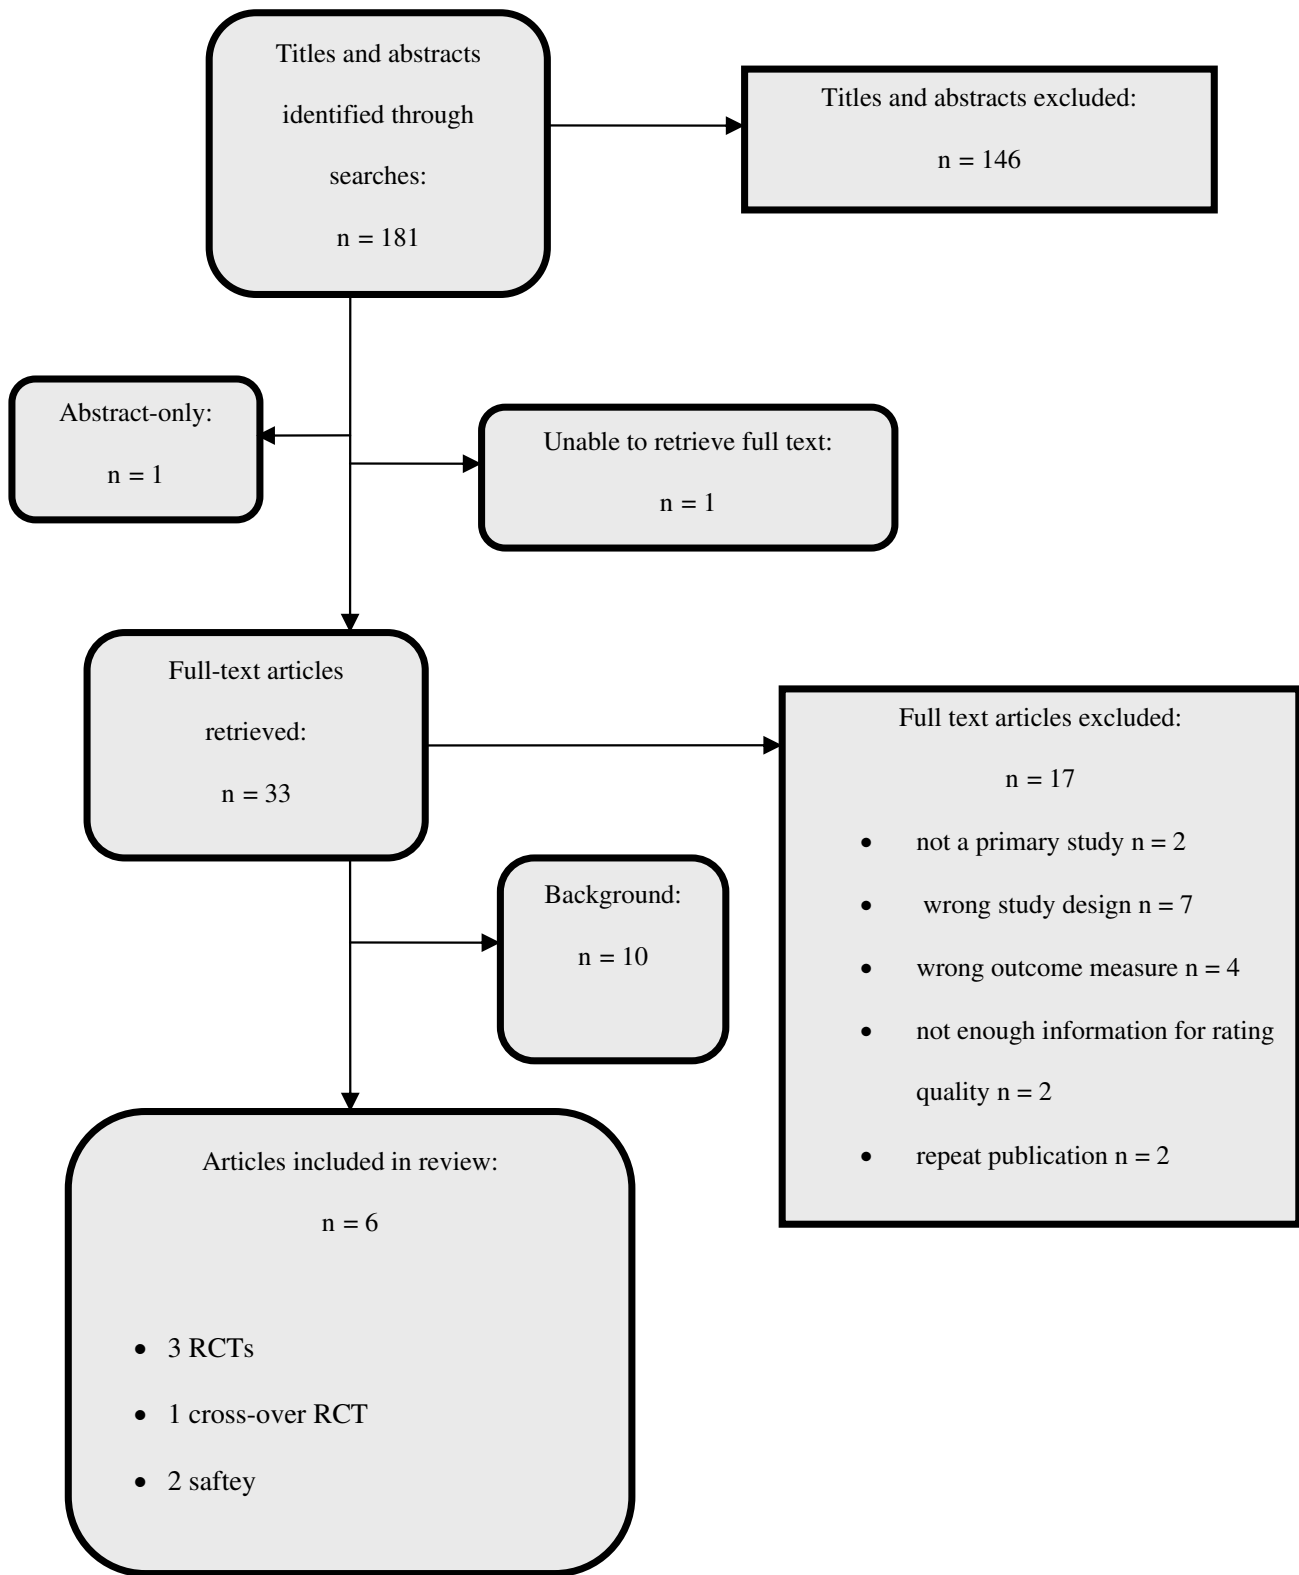 Titles and abstracts
identified through
searches:
n = 181
Titles and abstracts excluded:
n = 146
Abstract-only:
n = 1
Unable to retrieve full text:
n = 1
Full-text articles
retrieved:
n = 33
Full text articles excluded:
n = 17
• not a primary study n = 2
• wrong study design n = 7
• wrong outcome measure n = 4
• not enough information for rating
quality n = 2
• repeat publication n = 2
Background:
n = 10
Articles included in review:
n = 6
• 3 RCTs
• 1 cross-over RCT
• 2 saftey